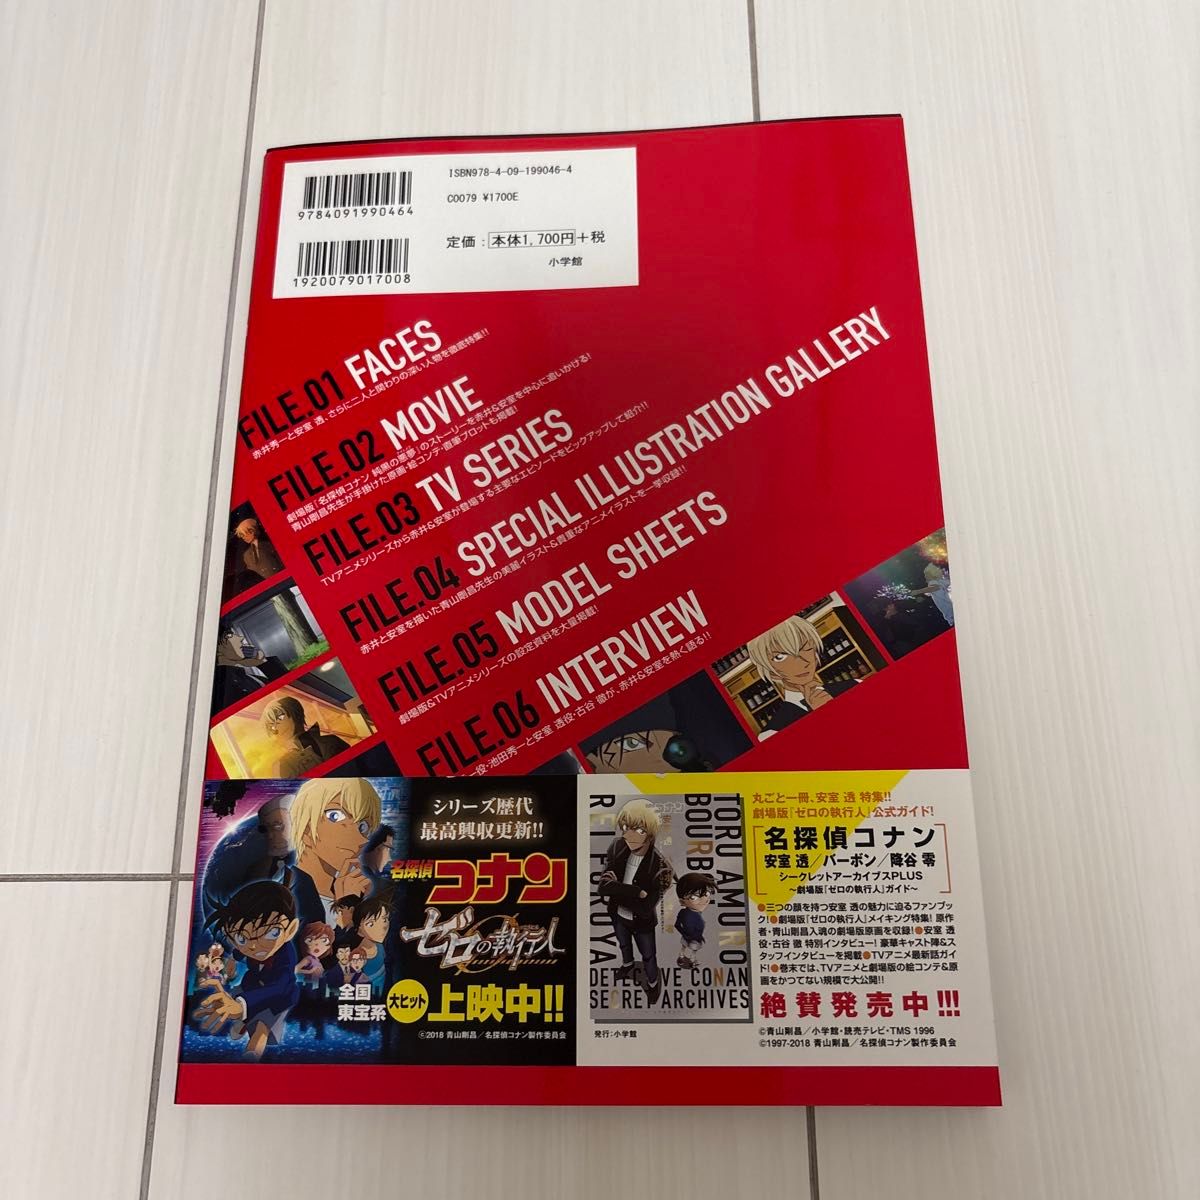 ISBN978-4-09-199046-4
C0079 ¥1700E
9784091990464
定価：本体1,700円+税
小学館
1920079017008
FILE.01 FACES
赤井秀一と安室 透、さらに二人と関わりの深い人物を徹底特集!!
FILE.02 MOVIE
劇場版『名探偵コナン 純黒の悪夢』のストーリーを赤井&安室を中心に追いかける!
青山剛昌先生が手掛けた原画・絵コンテ・直筆プロットも掲載!
FILE.03 TV SERIES
TVアニメシリーズから赤井&安室が登場する主要なエピソードをピックアップして紹介!!
FILE.04 SPECIAL ILLUSTRATION GALLERY
赤井と安室を描いた青山剛昌先生の美麗イラスト&貴重なアニメイラストを一挙収録!!
FILE.05 MODEL SHEETS
劇場版&TVアニメシリーズの設定資料を大量掲載!
FILE.06 INTERVIEW
一役・池田秀一と安室 透役・古谷 徹が、赤井&安室を熱く語る!!
シリーズ歴代
最高興収更新!!
名探偵
コナン
ゼロの執行人
全国
東宝系
大ヒット
上映中!!
©2018 青山剛昌／名探偵コナン製作委員会
TORU AMURO
BOURBON
REI FURUYA
DETECTIVE CONAN
SECRET ARCHIVES
発行：小学館
丸ごと一冊、安室 透 特集!!
劇場版『ゼロの執行人』公式ガイド!
名探偵コナン
安室 透／バーボン／降谷 零
シークレットアーカイブスPLUS
～劇場版『ゼロの執行人』ガイド～
●三つの顔を持つ安室 透の魅力に迫るファンブッ
ク!●劇場版『ゼロの執行人』メイキング特集! 原作
者・青山剛昌入魂の劇場版原画を収録!●安室 透
役・古谷 徹 特別インタビュー! 豪華キャスト陣&ス
タッフインタビューを掲載●TVアニメ最新話ガイ
ド!●巻末では、TVアニメと劇場版の絵コンテ&原
画をかつてない規模で大公開!!
絶賛発売中!!!
©青山剛昌／小学館・読売テレビ・TMS 1996
©1997-2018 青山剛昌／名探偵コナン製作委員会